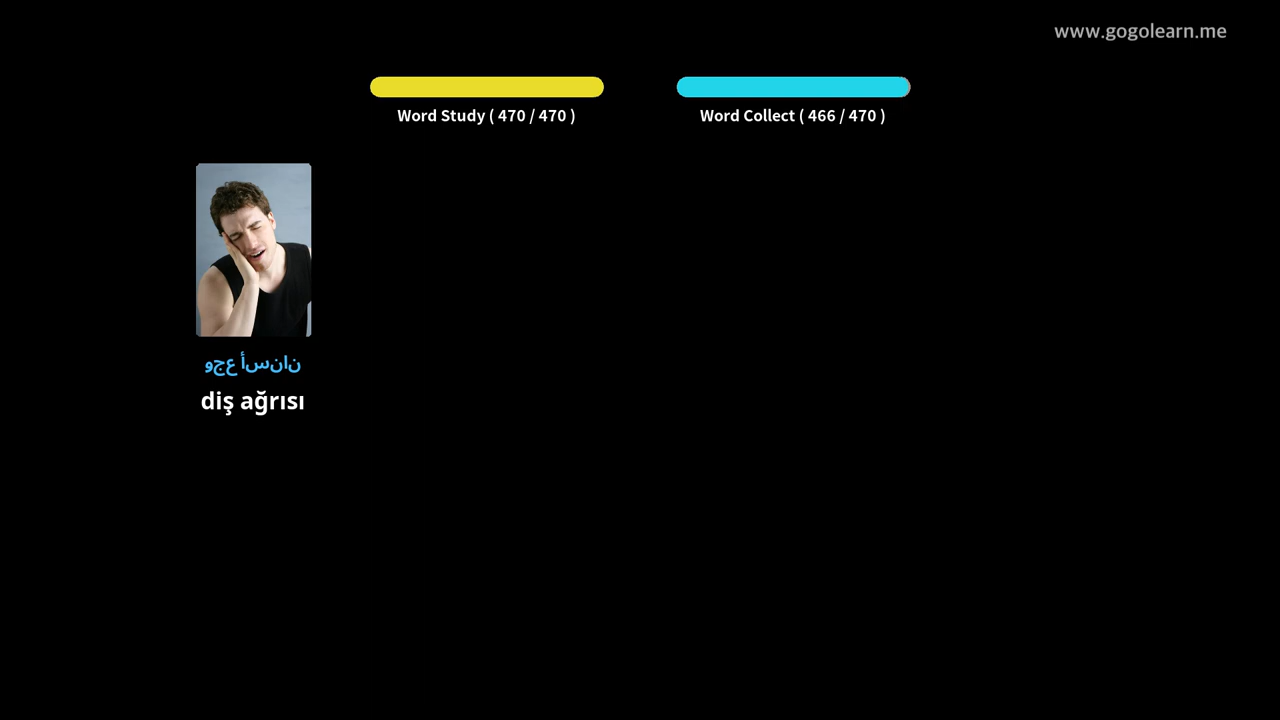 www.gogolearn.me
Word Study ( 470 / 470 )
Word Collect ( 466 / 470 )
وجع أسنان
diş ağrısı